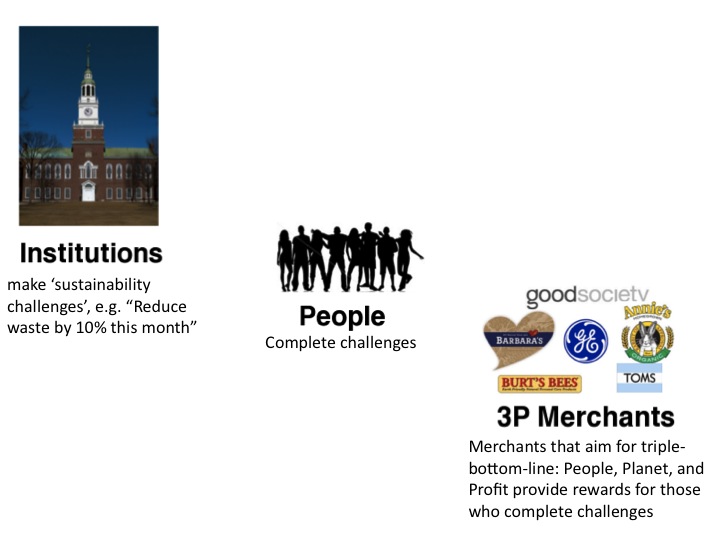 Institutions
make ‘sustainability
challenges’, e.g. “Reduce
waste by 10% this month”
People
Complete challenges
goodsociety
Annie's
ORGANIC
BARBARA'S
GE
BURT'S BEES
TOMS
3P Merchants
Merchants that aim for triple-
bottom-line: People, Planet, and
Profit provide rewards for those
who complete challenges